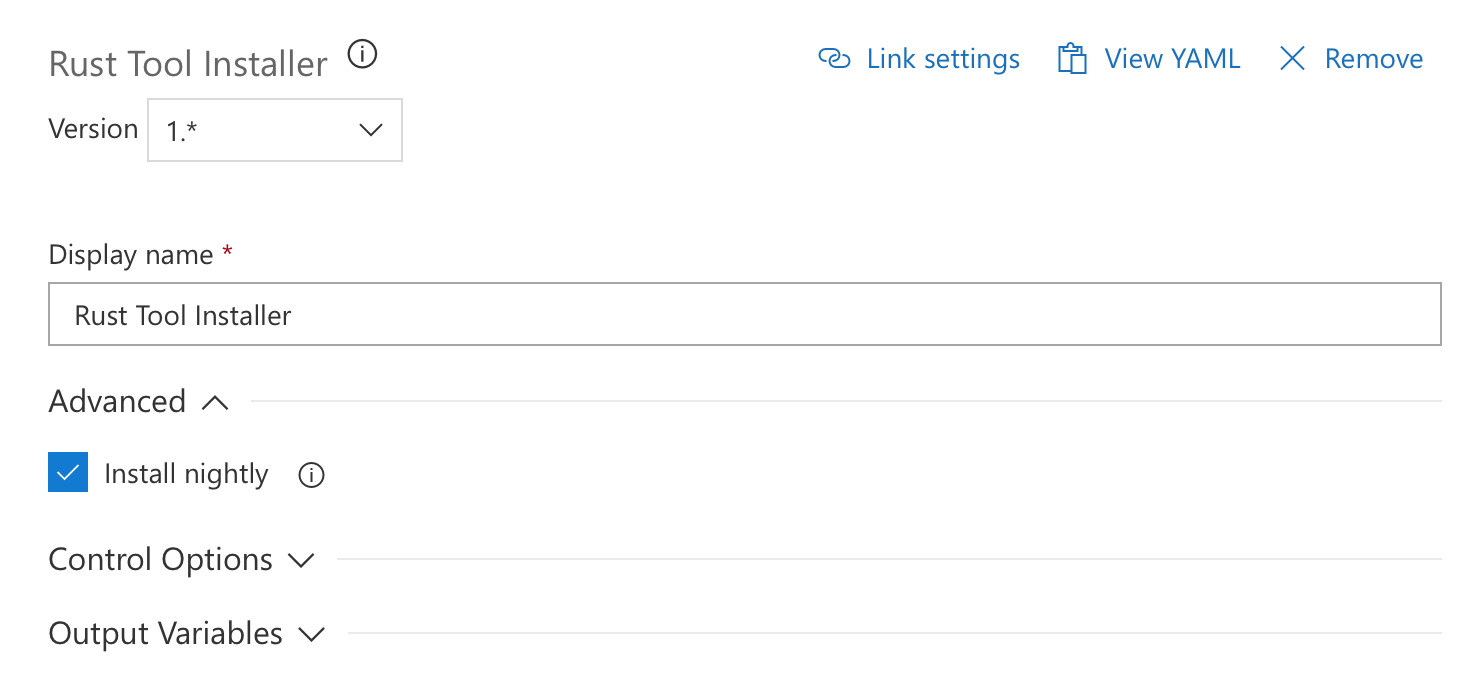 Rust Tool Installer
Link settings
View YAML
Remove
Version 1.*
Display name *
Rust Tool Installer
Advanced
Install nightly
Control Options
Output Variables